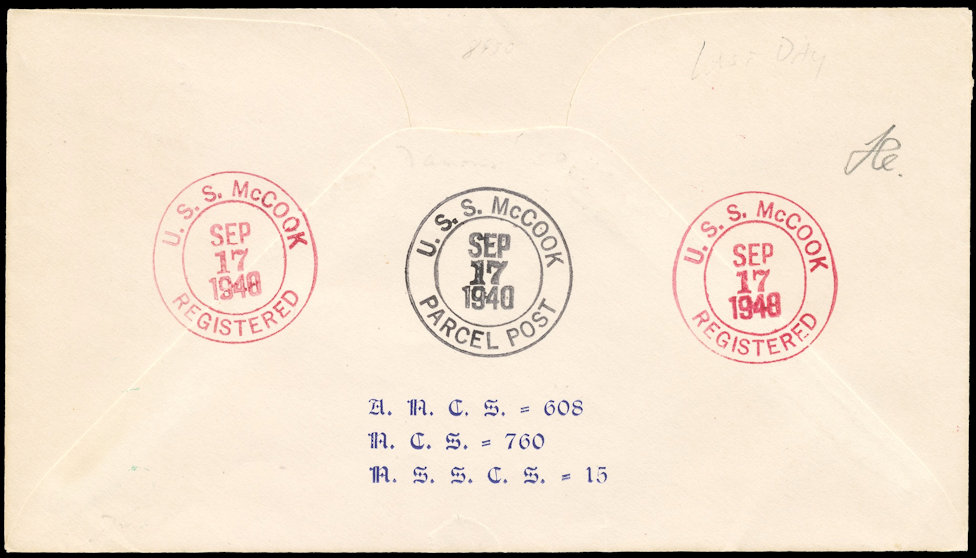 Last Day
U. S. S. McCOOK
SEP
17
1940
REGISTERED
U. S. S. McCOOK
SEP
17
1940
PARCEL POST
U. S. S. McCOOK
SEP
17
1940
REGISTERED
A. N. C. S. = 608
N. C. S. = 760
N. S. S. C. S. = 15